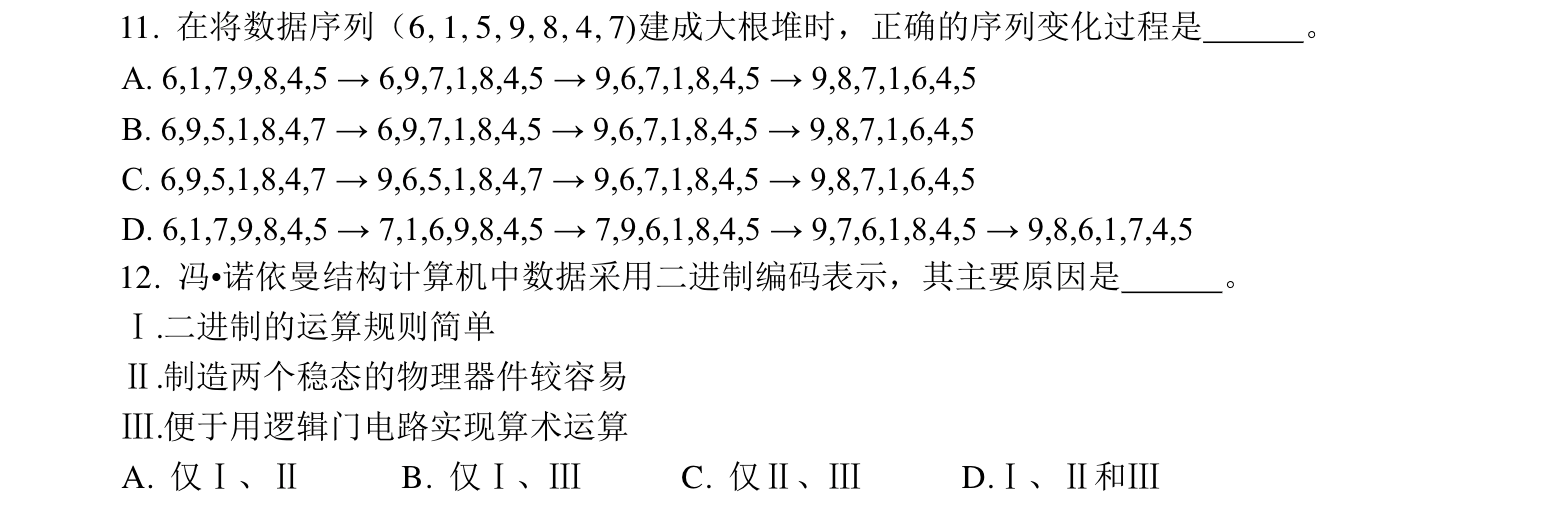 11. 在将数据序列（6, 1, 5, 9, 8, 4, 7)建成大根堆时，正确的序列变化过程是______。
A. 6,1,7,9,8,4,5 → 6,9,7,1,8,4,5 → 9,6,7,1,8,4,5 → 9,8,7,1,6,4,5
B. 6,9,5,1,8,4,7 → 6,9,7,1,8,4,5 → 9,6,7,1,8,4,5 → 9,8,7,1,6,4,5
C. 6,9,5,1,8,4,7 → 9,6,5,1,8,4,7 → 9,6,7,1,8,4,5 → 9,8,7,1,6,4,5
D. 6,1,7,9,8,4,5 → 7,1,6,9,8,4,5 → 7,9,6,1,8,4,5 → 9,7,6,1,8,4,5 → 9,8,6,1,7,4,5
12. 冯•诺依曼结构计算机中数据采用二进制编码表示，其主要原因是______。
Ⅰ.二进制的运算规则简单
Ⅱ.制造两个稳态的物理器件较容易
Ⅲ.便于用逻辑门电路实现算术运算
A. 仅Ⅰ、Ⅱ B. 仅Ⅰ、Ⅲ C. 仅Ⅱ、Ⅲ D.Ⅰ、Ⅱ和Ⅲ